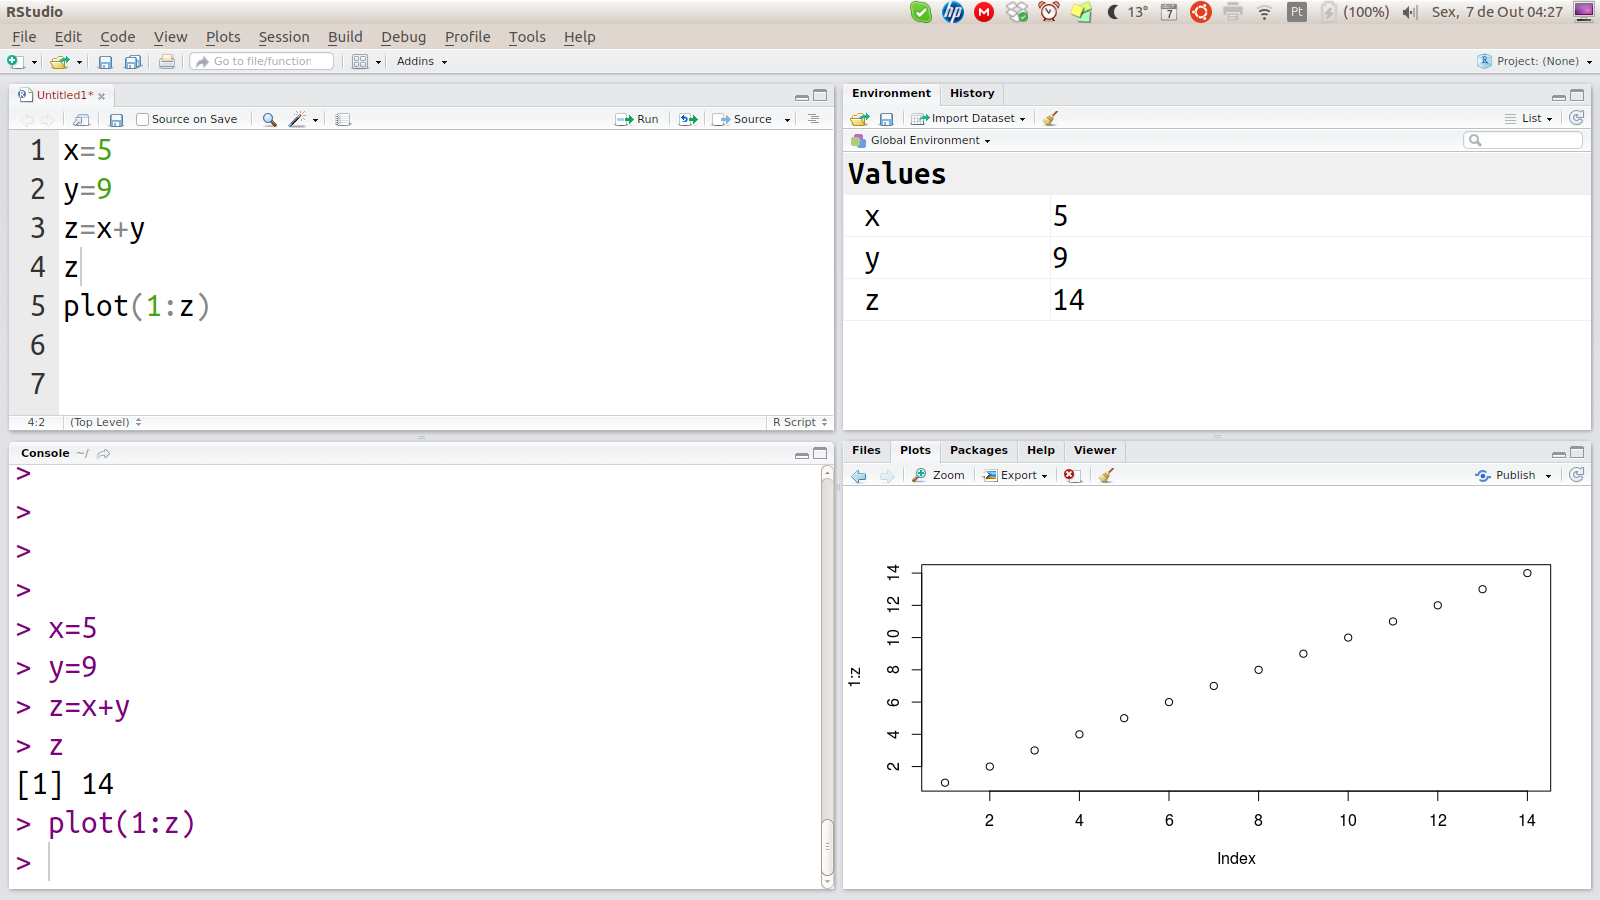 RStudio
13° 7 Pt (100%) Sex, 7 de Out 04:27
File Edit Code View Plots Session Build Debug Profile Tools Help
Go to file/function Addins Project: (None)
Untitled1* ×
Source on Save Run Source
1 x=5
2 y=9
3 z=x+y
4 z
5 plot(1:z)
6
7
4:2 (Top Level) R Script
Environment History
Import Dataset List
Global Environment
Values
x 5
y 9
z 14
Console ~/
>
>
>
>
> x=5
> y=9
> z=x+y
> z
[1] 14
> plot(1:z)
>
Files Plots Packages Help Viewer
Zoom Export Publish
14
12
10
8
6
4
2
1:z
2 4 6 8 10 12 14
Index